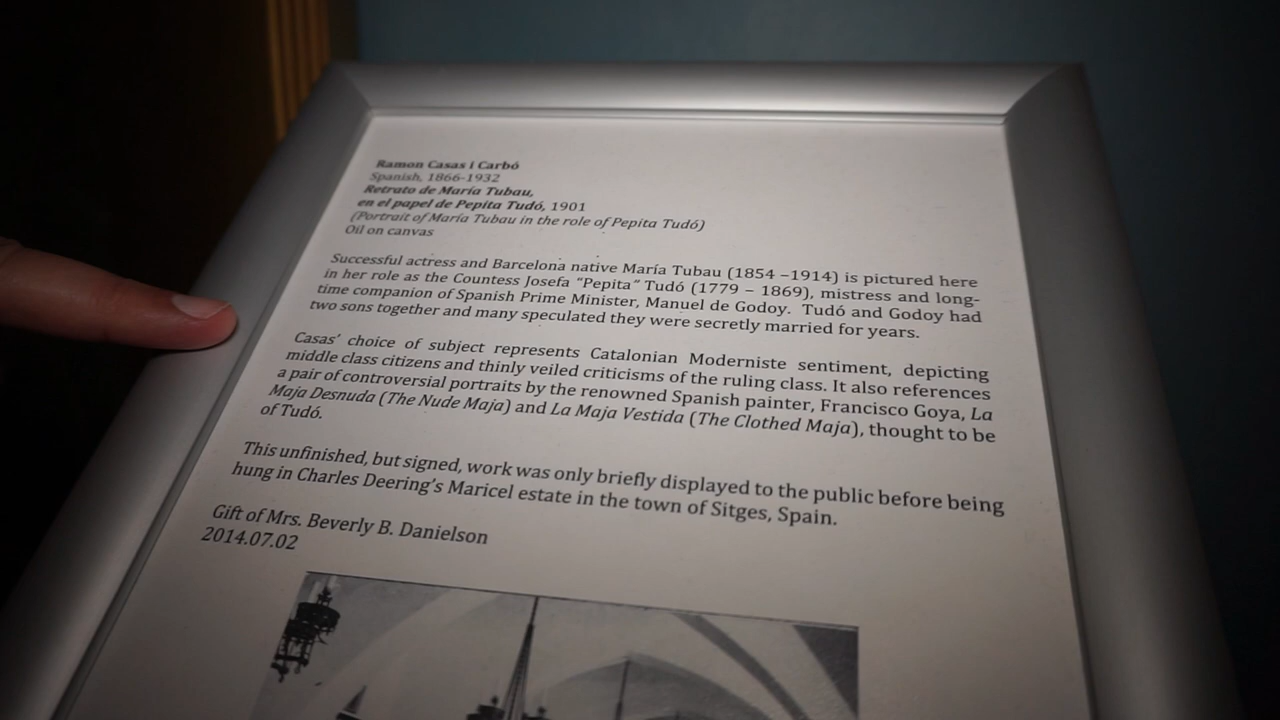 Ramon Casas i Carbó
Spanish, 1866-1932
Retrato de María Tubau,
en el papel de Pepita Tudó, 1901
(Portrait of María Tubau in the role of Pepita Tudó)
Oil on canvas
Successful actress and Barcelona native María Tubau (1854 –1914) is pictured here
in her role as the Countess Josefa "Pepita" Tudó (1779 – 1869), mistress and long-
time companion of Spanish Prime Minister, Manuel de Godoy. Tudó and Godoy had
two sons together and many speculated they were secretly married for years.
Casas' choice of subject represents Catalonian Moderniste sentiment, depicting
middle class citizens and thinly veiled criticisms of the ruling class. It also references
a pair of controversial portraits by the renowned Spanish painter, Francisco Goya, La
Maja Desnuda (The Nude Maja) and La Maja Vestida (The Clothed Maja), thought to be
of Tudó.
This unfinished, but signed, work was only briefly displayed to the public before being
hung in Charles Deering's Maricel estate in the town of Sitges, Spain.
Gift of Mrs. Beverly B. Danielson
2014.07.02